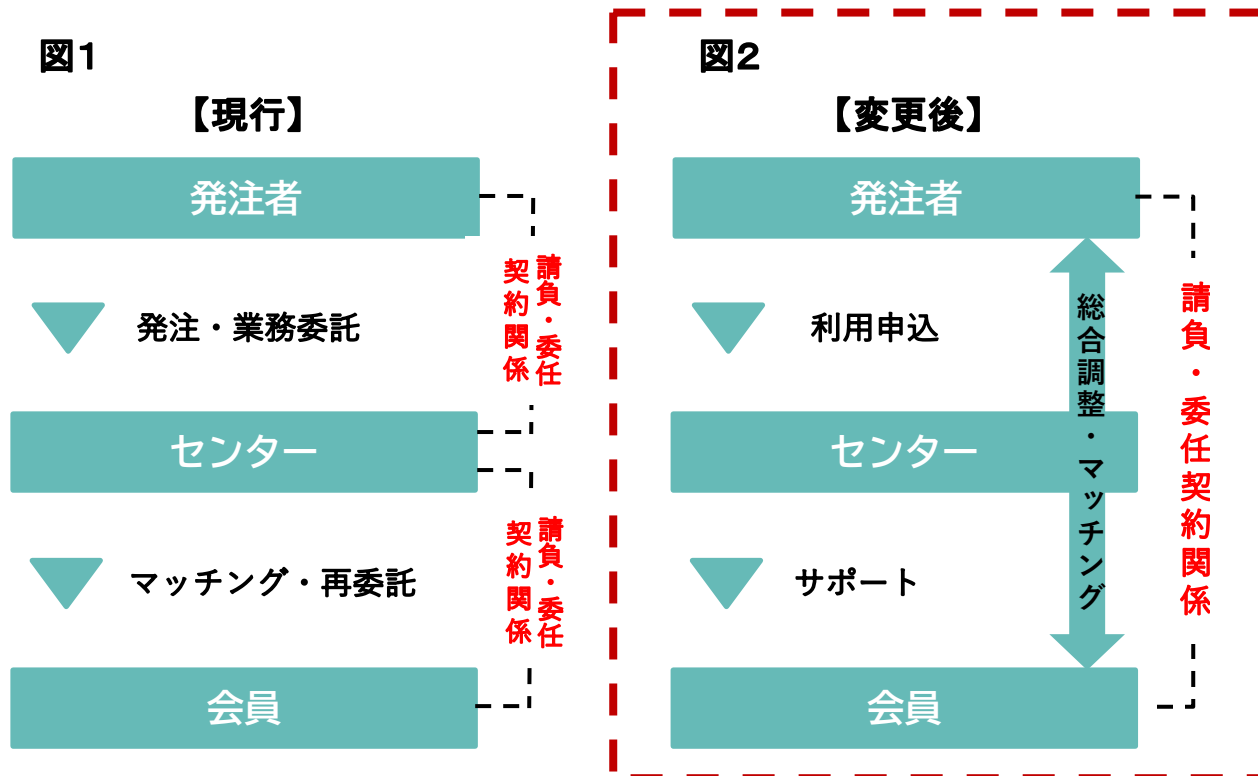 図1
【現行】
発注者
発注・業務委託
請負・委任
契約関係
センター
マッチング・再委託
請負・委任
契約関係
会員
図2
【変更後】
発注者
利用申込
センター
サポート
会員
総合調整・マッチング
請負・委任契約関係